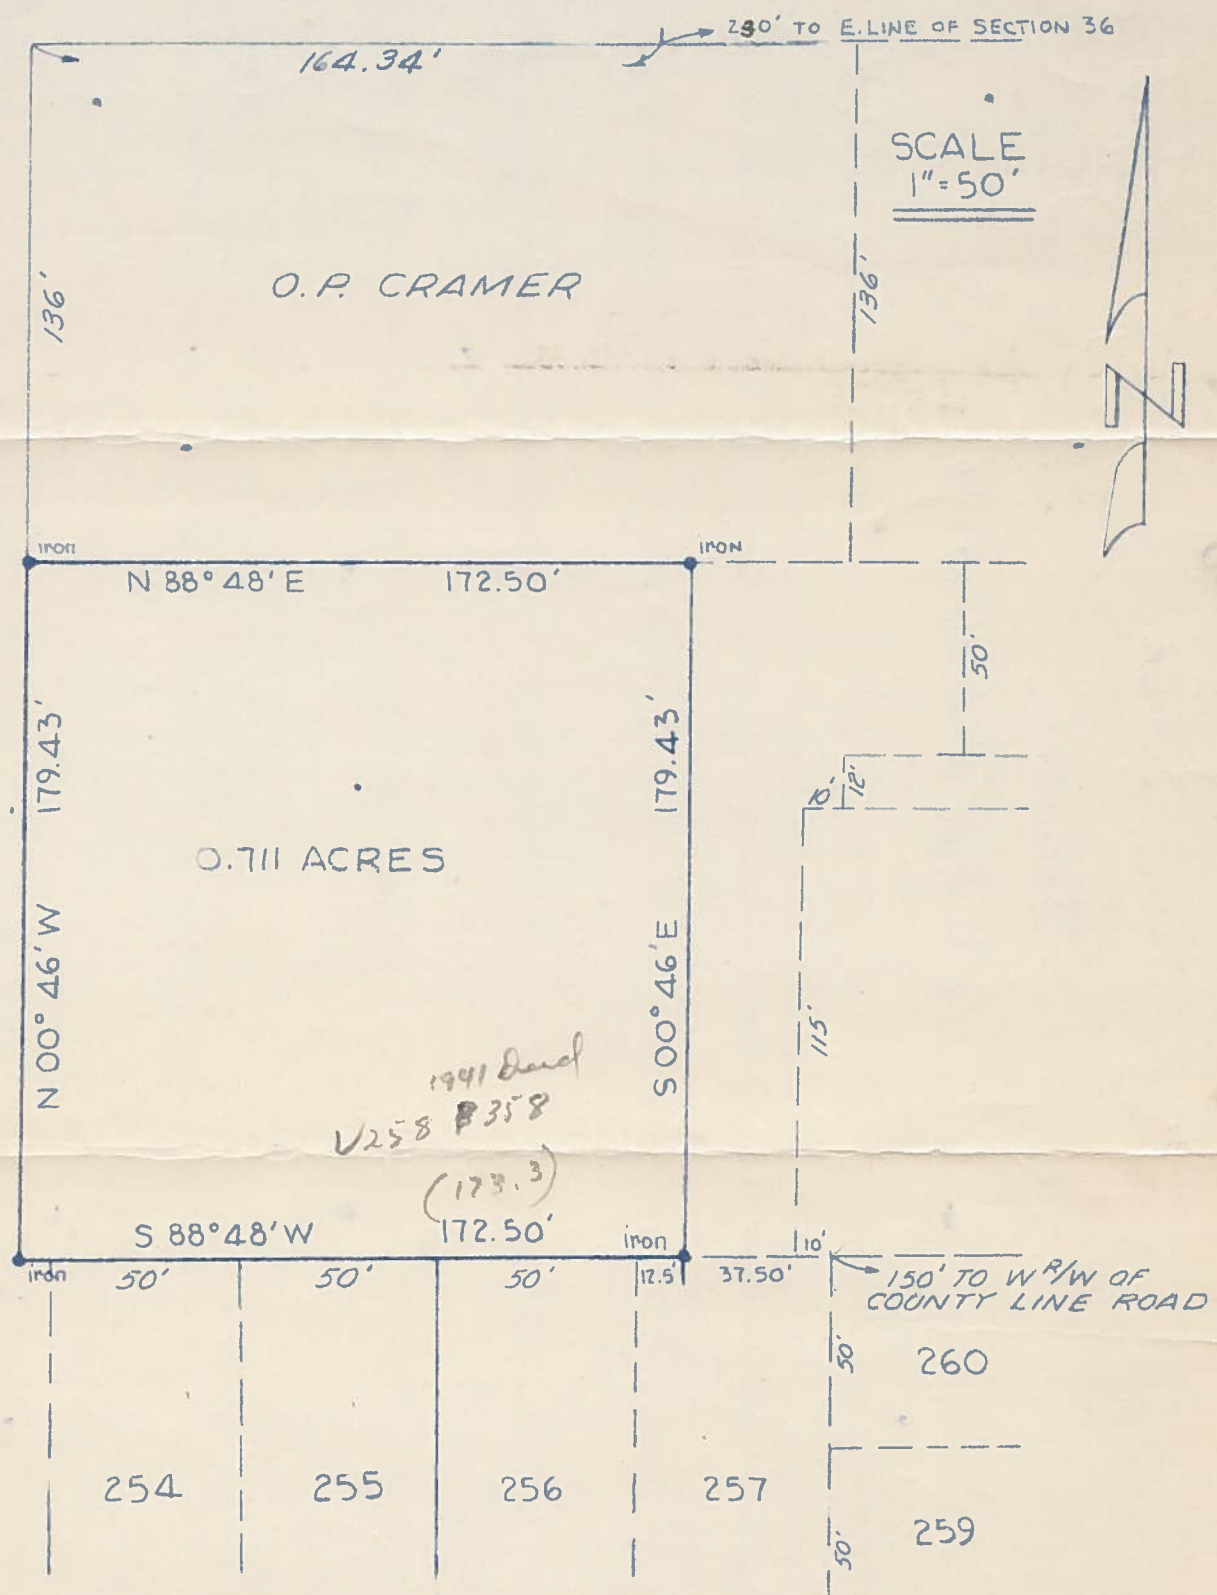 230' TO E. LINE OF SECTION 36
164.34'
SCALE
1"=50'
O.P. CRAMER
136'
136'
N
iron
iron
N 88° 48' E 172.50'
50'
179.43'
179.43'
10'
12'
0.711 ACRES
N 00° 46' W
S 00° 46' E
115'
1941 Deed
V258 P358
(173.3)
S 88° 48' W 172.50'
iron
iron
10'
50' 50' 50' 12.5' 37.50'
150' TO W R/W OF
COUNTY LINE ROAD
50'
260
254 255 256 257
259
50'